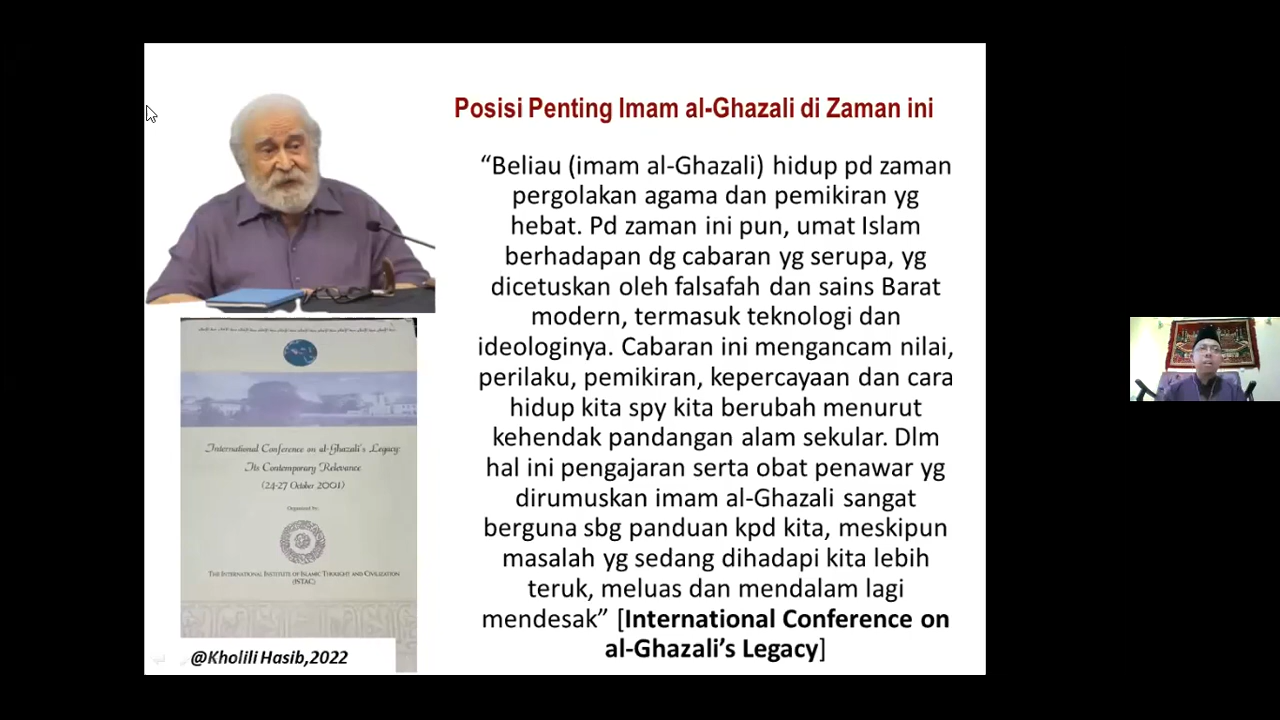 Posisi Penting Imam al-Ghazali di Zaman ini
“Beliau (imam al-Ghazali) hidup pd zaman
pergolakan agama dan pemikiran yg
hebat. Pd zaman ini pun, umat Islam
berhadapan dg cabaran yg serupa, yg
dicetuskan oleh falsafah dan sains Barat
modern, termasuk teknologi dan
ideologinya. Cabaran ini mengancam nilai,
perilaku, pemikiran, kepercayaan dan cara
hidup kita spy kita berubah menurut
kehendak pandangan alam sekular. Dlm
hal ini pengajaran serta obat penawar yg
dirumuskan imam al-Ghazali sangat
berguna sbg panduan kpd kita, meskipun
masalah yg sedang dihadapi kita lebih
teruk, meluas dan mendalam lagi
mendesak” [International Conference on
al-Ghazali’s Legacy]
International Conference on al-Ghazali's Legacy:
Its Contemporary Relevance
(24-27 October 2001)
Organised by:
THE INTERNATIONAL INSTITUTE OF ISLAMIC THOUGHT AND CIVILIZATION
(ISTAC)
@Kholili Hasib,2022